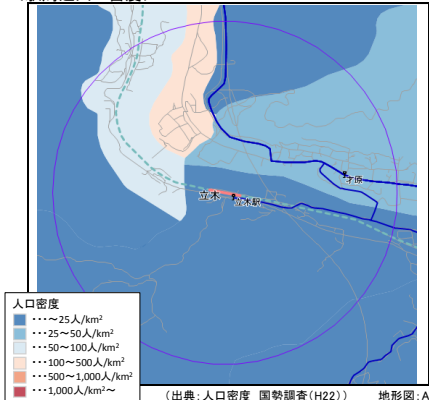 立木
立木駅
才原
人口密度
・・・～25人/km²
・・・25～50人/km²
・・・50～100人/km²
・・・100～500人/km²
・・・500～1,000人/km²
・・・1,000人/km²～
（出典：人口密度 国勢調査（H22）） 地形図：A